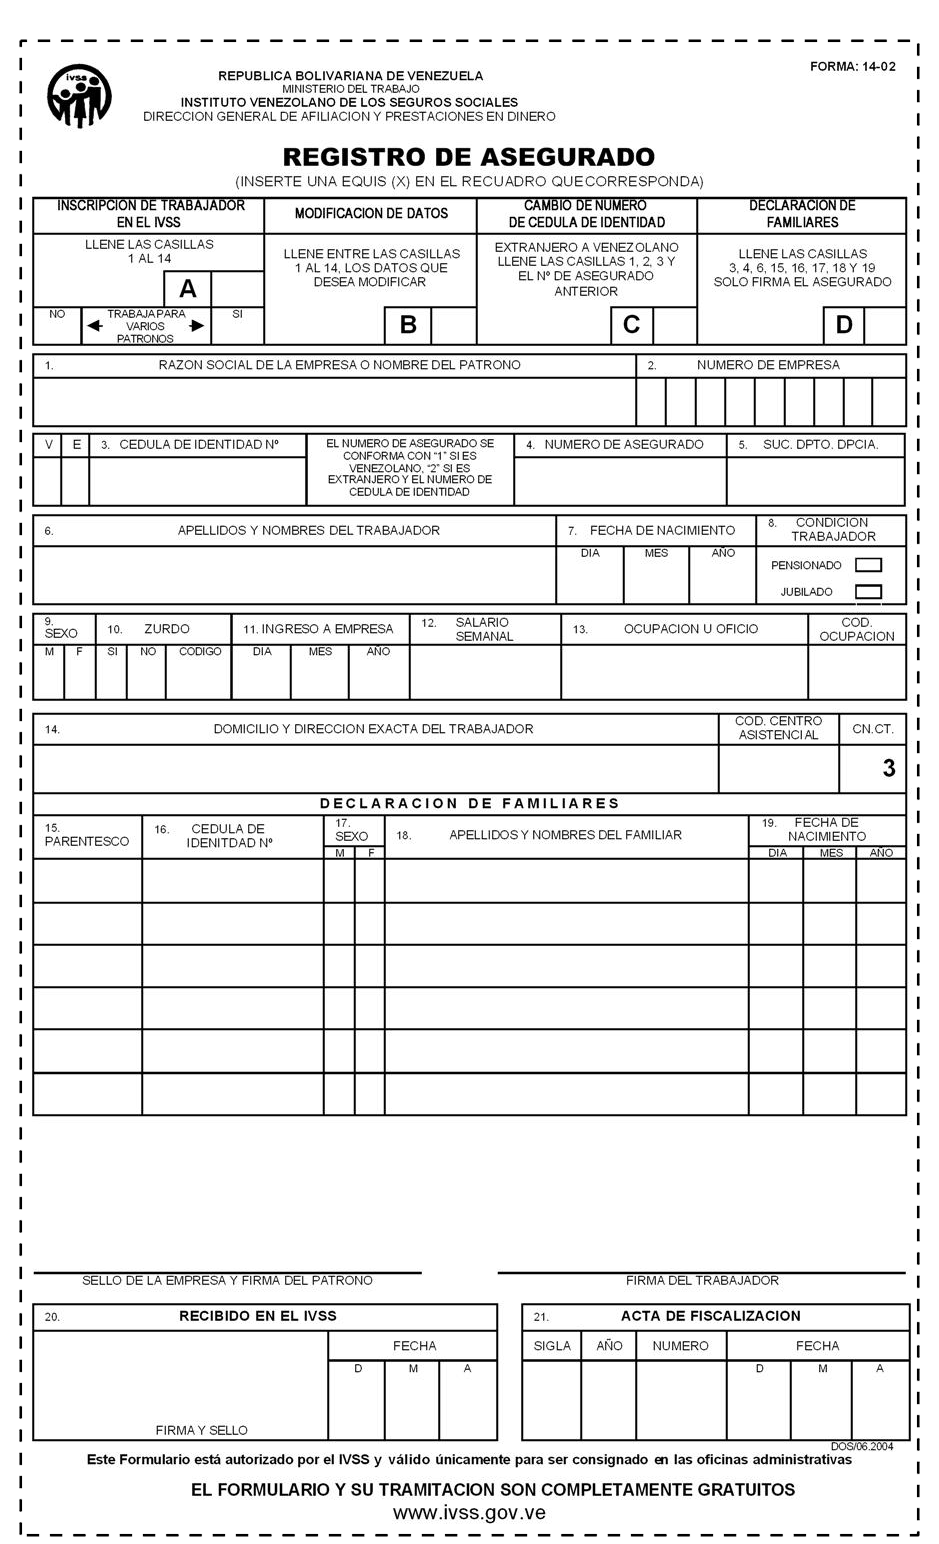 FORMA: 14-02
ivss
REPUBLICA BOLIVARIANA DE VENEZUELA
MINISTERIO DEL TRABAJO
INSTITUTO VENEZOLANO DE LOS SEGUROS SOCIALES
DIRECCION GENERAL DE AFILIACION Y PRESTACIONES EN DINERO
REGISTRO DE ASEGURADO
(INSERTE UNA EQUIS (X) EN EL RECUADRO QUECORRESPONDA)
INSCRIPCION DE TRABAJADOR
EN EL IVSS
LLENE LAS CASILLAS
1 AL 14
A
NO
TRABAJA PARA
VARIOS
PATRONOS
SI
MODIFICACION DE DATOS
LLENE ENTRE LAS CASILLAS
1 AL 14, LOS DATOS QUE
DESEA MODIFICAR
B
CAMBIO DE NUMERO
DE CEDULA DE IDENTIDAD
EXTRANJERO A VENEZOLANO
LLENE LAS CASILLAS 1, 2, 3 Y
EL Nº DE ASEGURADO
ANTERIOR
C
DECLARACION DE
FAMILIARES
LLENE LAS CASILLAS
3, 4, 6, 15, 16, 17, 18 Y 19
SOLO FIRMA EL ASEGURADO
D
1. RAZON SOCIAL DE LA EMPRESA O NOMBRE DEL PATRONO
2. NUMERO DE EMPRESA
V E 3. CEDULA DE IDENTIDAD Nº
EL NUMERO DE ASEGURADO SE
CONFORMA CON "1" SI ES
VENEZOLANO, "2" SI ES
EXTRANJERO Y EL NUMERO DE
CEDULA DE IDENTIDAD
4. NUMERO DE ASEGURADO
5. SUC. DPTO. DPCIA.
6. APELLIDOS Y NOMBRES DEL TRABAJADOR
7. FECHA DE NACIMIENTO
DIA MES AÑO
8. CONDICION
TRABAJADOR
PENSIONADO
JUBILADO
9.
SEXO
M F
10. ZURDO
SI NO CODIGO
11. INGRESO A EMPRESA
DIA MES AÑO
12. SALARIO
SEMANAL
13. OCUPACION U OFICIO
COD.
OCUPACION
14. DOMICILIO Y DIRECCION EXACTA DEL TRABAJADOR
COD. CENTRO
ASISTENCIAL
CN.CT.
3
DECLARACION DE FAMILIARES
15.
PARENTESCO
16. CEDULA DE
IDENITDAD Nº
17.
SEXO
M F
18. APELLIDOS Y NOMBRES DEL FAMILIAR
19. FECHA DE
NACIMIENTO
DIA MES AÑO
SELLO DE LA EMPRESA Y FIRMA DEL PATRONO
FIRMA DEL TRABAJADOR
20. RECIBIDO EN EL IVSS
FECHA
D M A
FIRMA Y SELLO
21. ACTA DE FISCALIZACION
SIGLA AÑO NUMERO FECHA
D M A
DOS/06.2004
Este Formulario está autorizado por el IVSS y válido únicamente para ser consignado en las oficinas administrativas
EL FORMULARIO Y SU TRAMITACION SON COMPLETAMENTE GRATUITOS
www.ivss.gov.ve